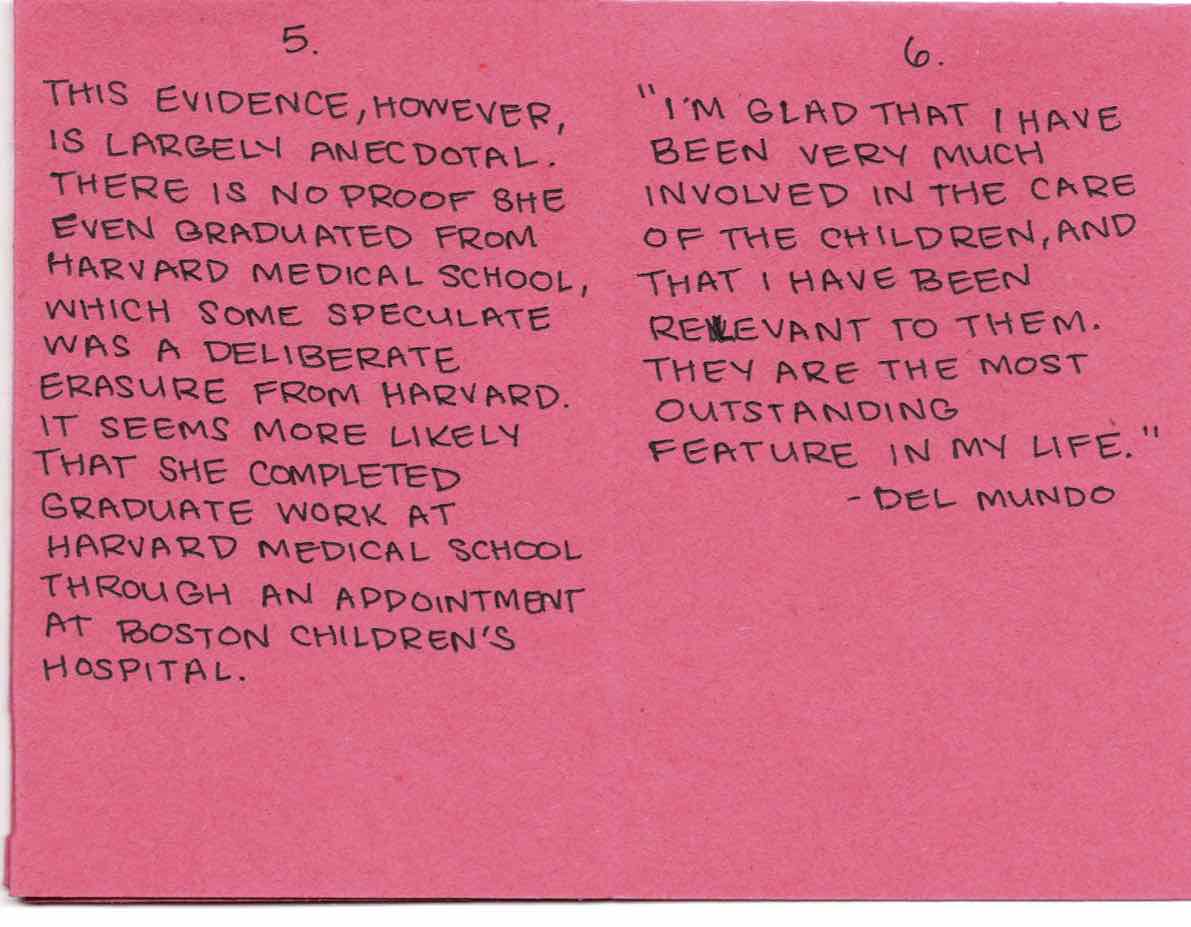 5.
THIS EVIDENCE, HOWEVER,
IS LARGELY ANECDOTAL.
THERE IS NO PROOF SHE
EVEN GRADUATED FROM
HARVARD MEDICAL SCHOOL,
WHICH SOME SPECULATE
WAS A DELIBERATE
ERASURE FROM HARVARD.
IT SEEMS MORE LIKELY
THAT SHE COMPLETED
GRADUATE WORK AT
HARVARD MEDICAL SCHOOL
THROUGH AN APPOINTMENT
AT BOSTON CHILDREN'S
HOSPITAL.
6.
"I'M GLAD THAT I HAVE
BEEN VERY MUCH
INVOLVED IN THE CARE
OF THE CHILDREN, AND
THAT I HAVE BEEN
RELEVANT TO THEM.
THEY ARE THE MOST
OUTSTANDING
FEATURE IN MY LIFE."
- DEL MUNDO